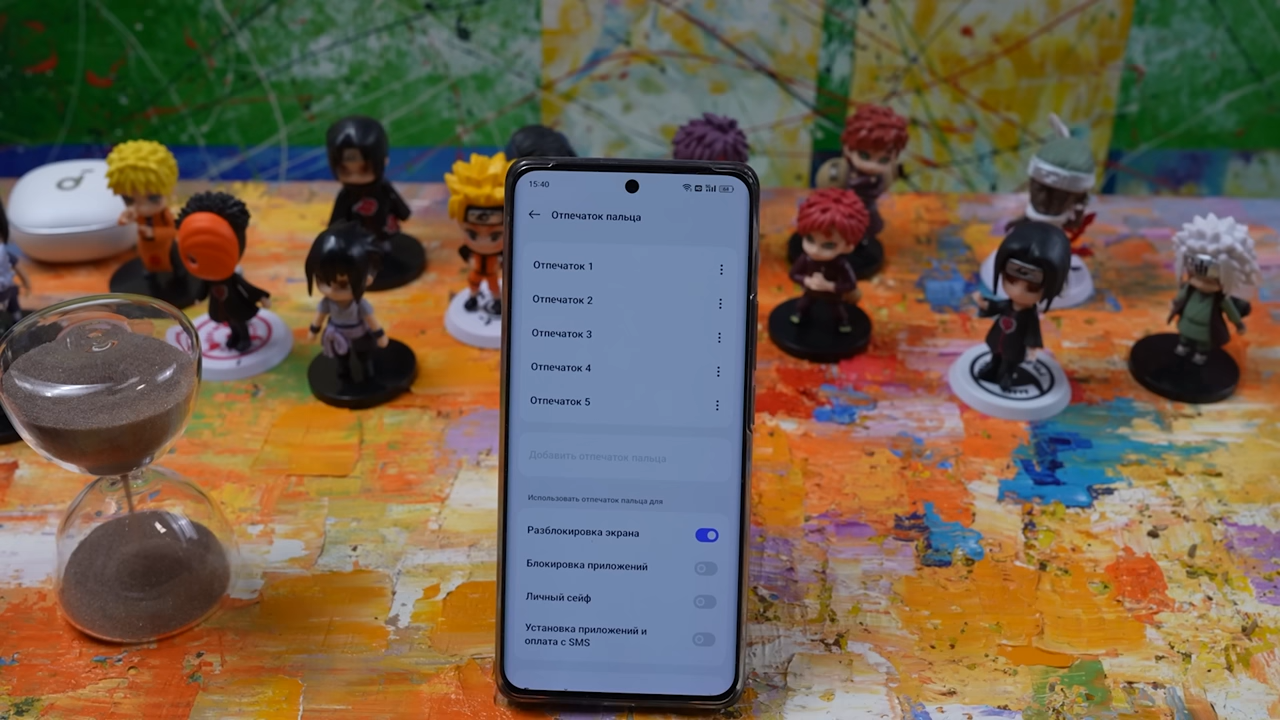 15:40
Отпечаток пальца
Отпечаток 1
Отпечаток 2
Отпечаток 3
Отпечаток 4
Отпечаток 5
Добавить отпечаток пальца
Использовать отпечаток пальца для
Разблокировка экрана
Блокировка приложений
Личный сейф
Установка приложений и
оплата с SMS